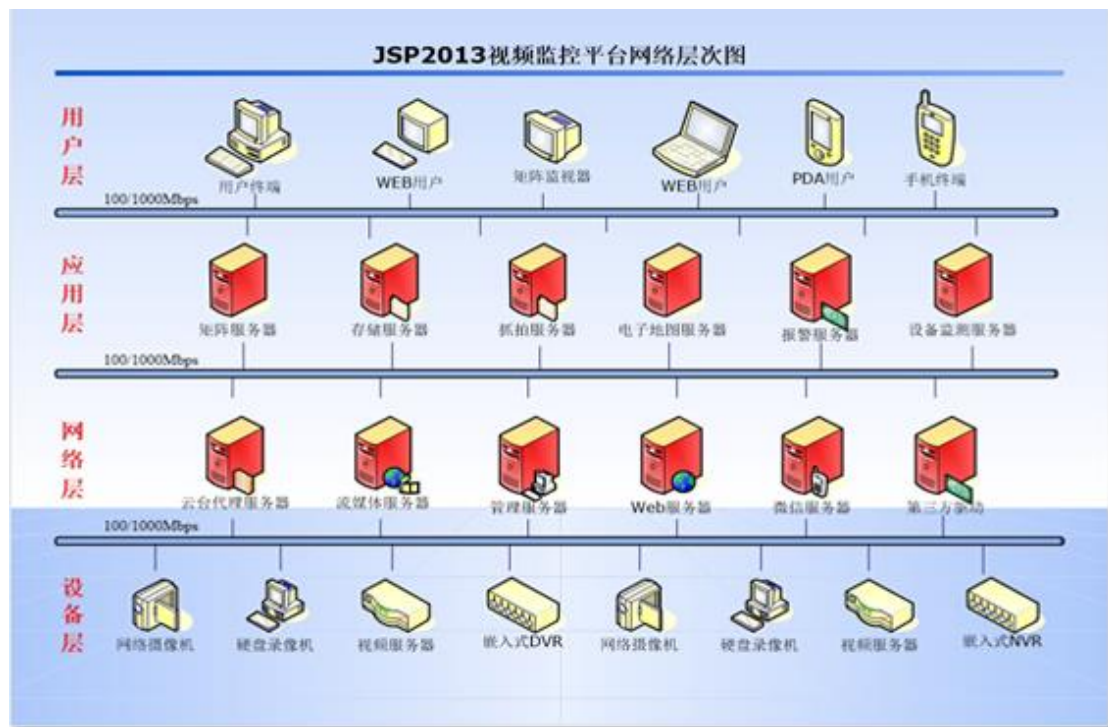 JSP2013视频监控平台网络层次图
用户层
用户终端
WEB用户
矩阵监视器
WEB用户
PDA用户
手机终端
100/1000Mbps
应用层
矩阵服务器
存储服务器
抓拍服务器
电子地图服务器
报警服务器
设备监测服务器
100/1000Mbps
网络层
云台代理服务器
流媒体服务器
管理服务器
Web服务器
微信服务器
第三方驱动
100/1000Mbps
设备层
网络摄像机
硬盘录像机
视频服务器
嵌入式DVR
网络摄像机
硬盘录像机
视频服务器
嵌入式NVR